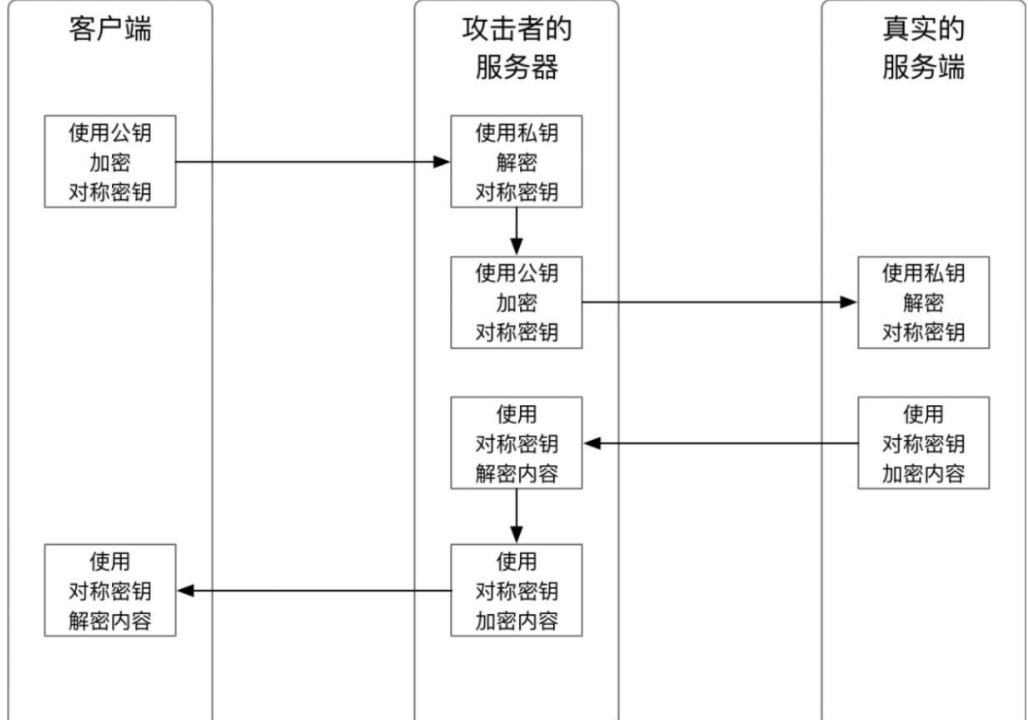 客户端
攻击者的
服务器
真实的
服务端
使用公钥
加密
对称密钥
使用私钥
解密
对称密钥
使用公钥
加密
对称密钥
使用私钥
解密
对称密钥
使用
对称密钥
解密内容
使用
对称密钥
加密内容
使用
对称密钥
解密内容
使用
对称密钥
加密内容